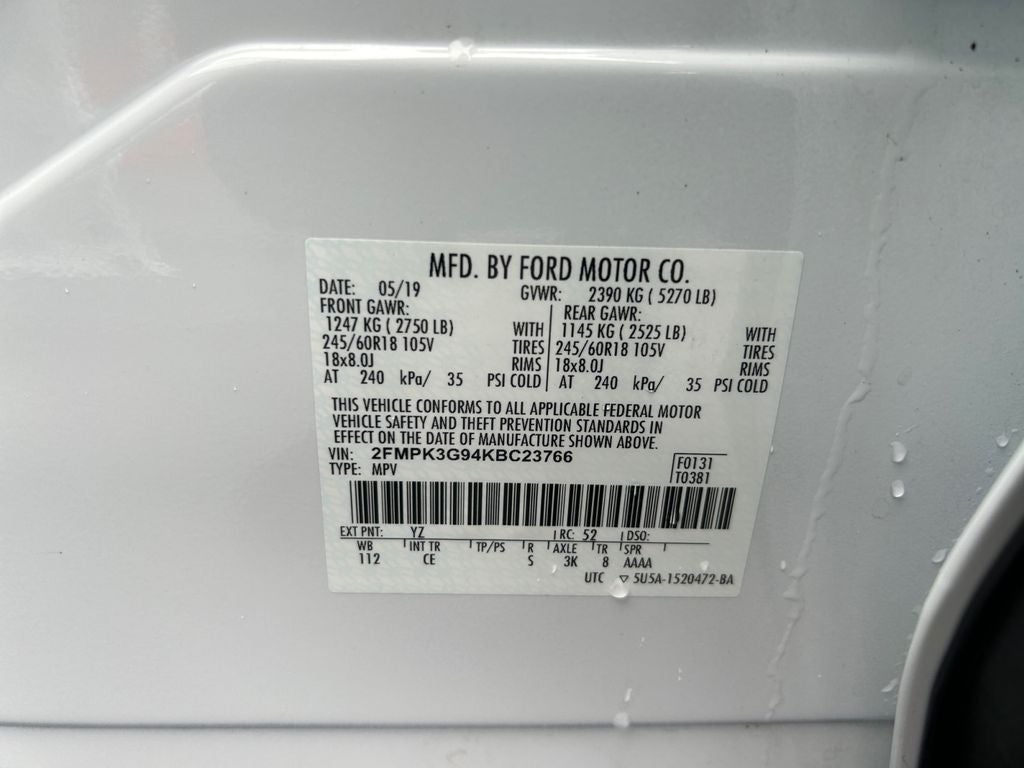 MFD. BY FORD MOTOR CO.
DATE: 05/19 GVWR: 2390 KG ( 5270 LB)
FRONT GAWR: REAR GAWR:
1247 KG ( 2750 LB) WITH 1145 KG ( 2525 LB) WITH
245/60R18 105V TIRES 245/60R18 105V TIRES
18x8.0J RIMS 18x8.0J RIMS
AT 240 kPa/ 35 PSI COLD AT 240 kPa/ 35 PSI COLD
THIS VEHICLE CONFORMS TO ALL APPLICABLE FEDERAL MOTOR
VEHICLE SAFETY AND THEFT PREVENTION STANDARDS IN
EFFECT ON THE DATE OF MANUFACTURE SHOWN ABOVE.
VIN: 2FMPK3G94KBC23766 F0131
TYPE: MPV T0381
EXT PNT: YZ RC: 52 DSO:
WB INT TR TP/PS R AXLE TR SPR
112 CE S 3K 8 AAAA
UTC ▽ 5U5A-1520472-BA